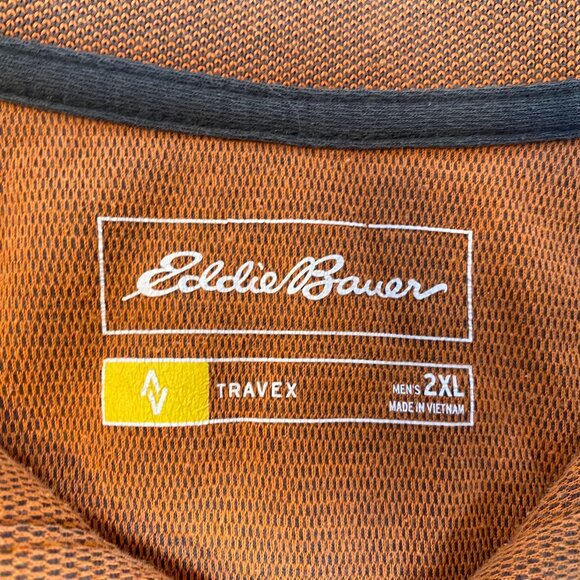 Eddie Bauer
TRAVEX
MEN'S 2XL
MADE IN VIETNAM